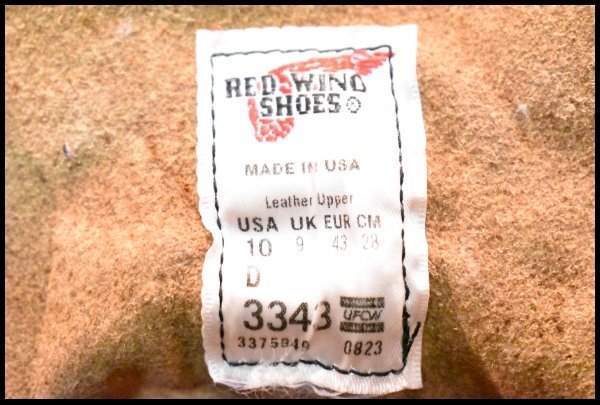 RED WING
SHOES ®
MADE IN USA
Leather Upper
USA UK EUR CM
10 9 43 28
D
3343 UFCW
3375840 0823